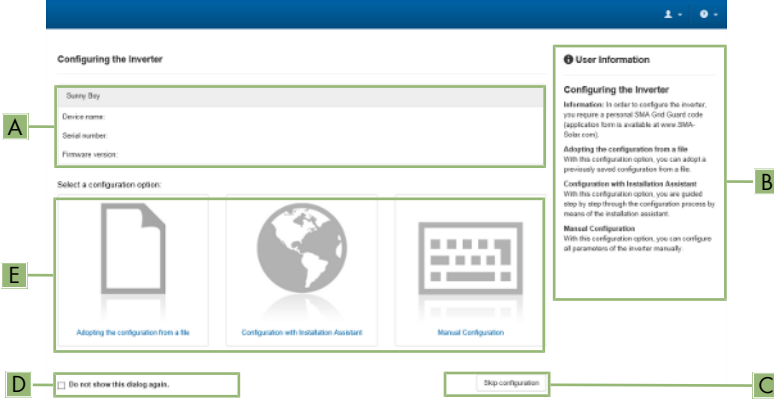 Configuring the Inverter
A
Sunny Boy
Device name:
Serial number:
Firmware version:
Select a configuration option:
E
Adopting the configuration from a file
Configuration with Installation Assistant
Manual Configuration
D
Do not show this dialog again.
Skip configuration
C
User Information
Configuring the Inverter
Information: In order to configure the inverter,
you require a personal SMA Grid Guard code
(application form is available at www.SMA-
Solar.com).
Adopting the configuration from a file
With this configuration option, you can adopt a
previously saved configuration from a file.
Configuration with Installation Assistant
With this configuration option, you are guided
step by step through the configuration process by
means of the installation assistant.
Manual Configuration
With this configuration option, you can configure
all parameters of the inverter manually.
B